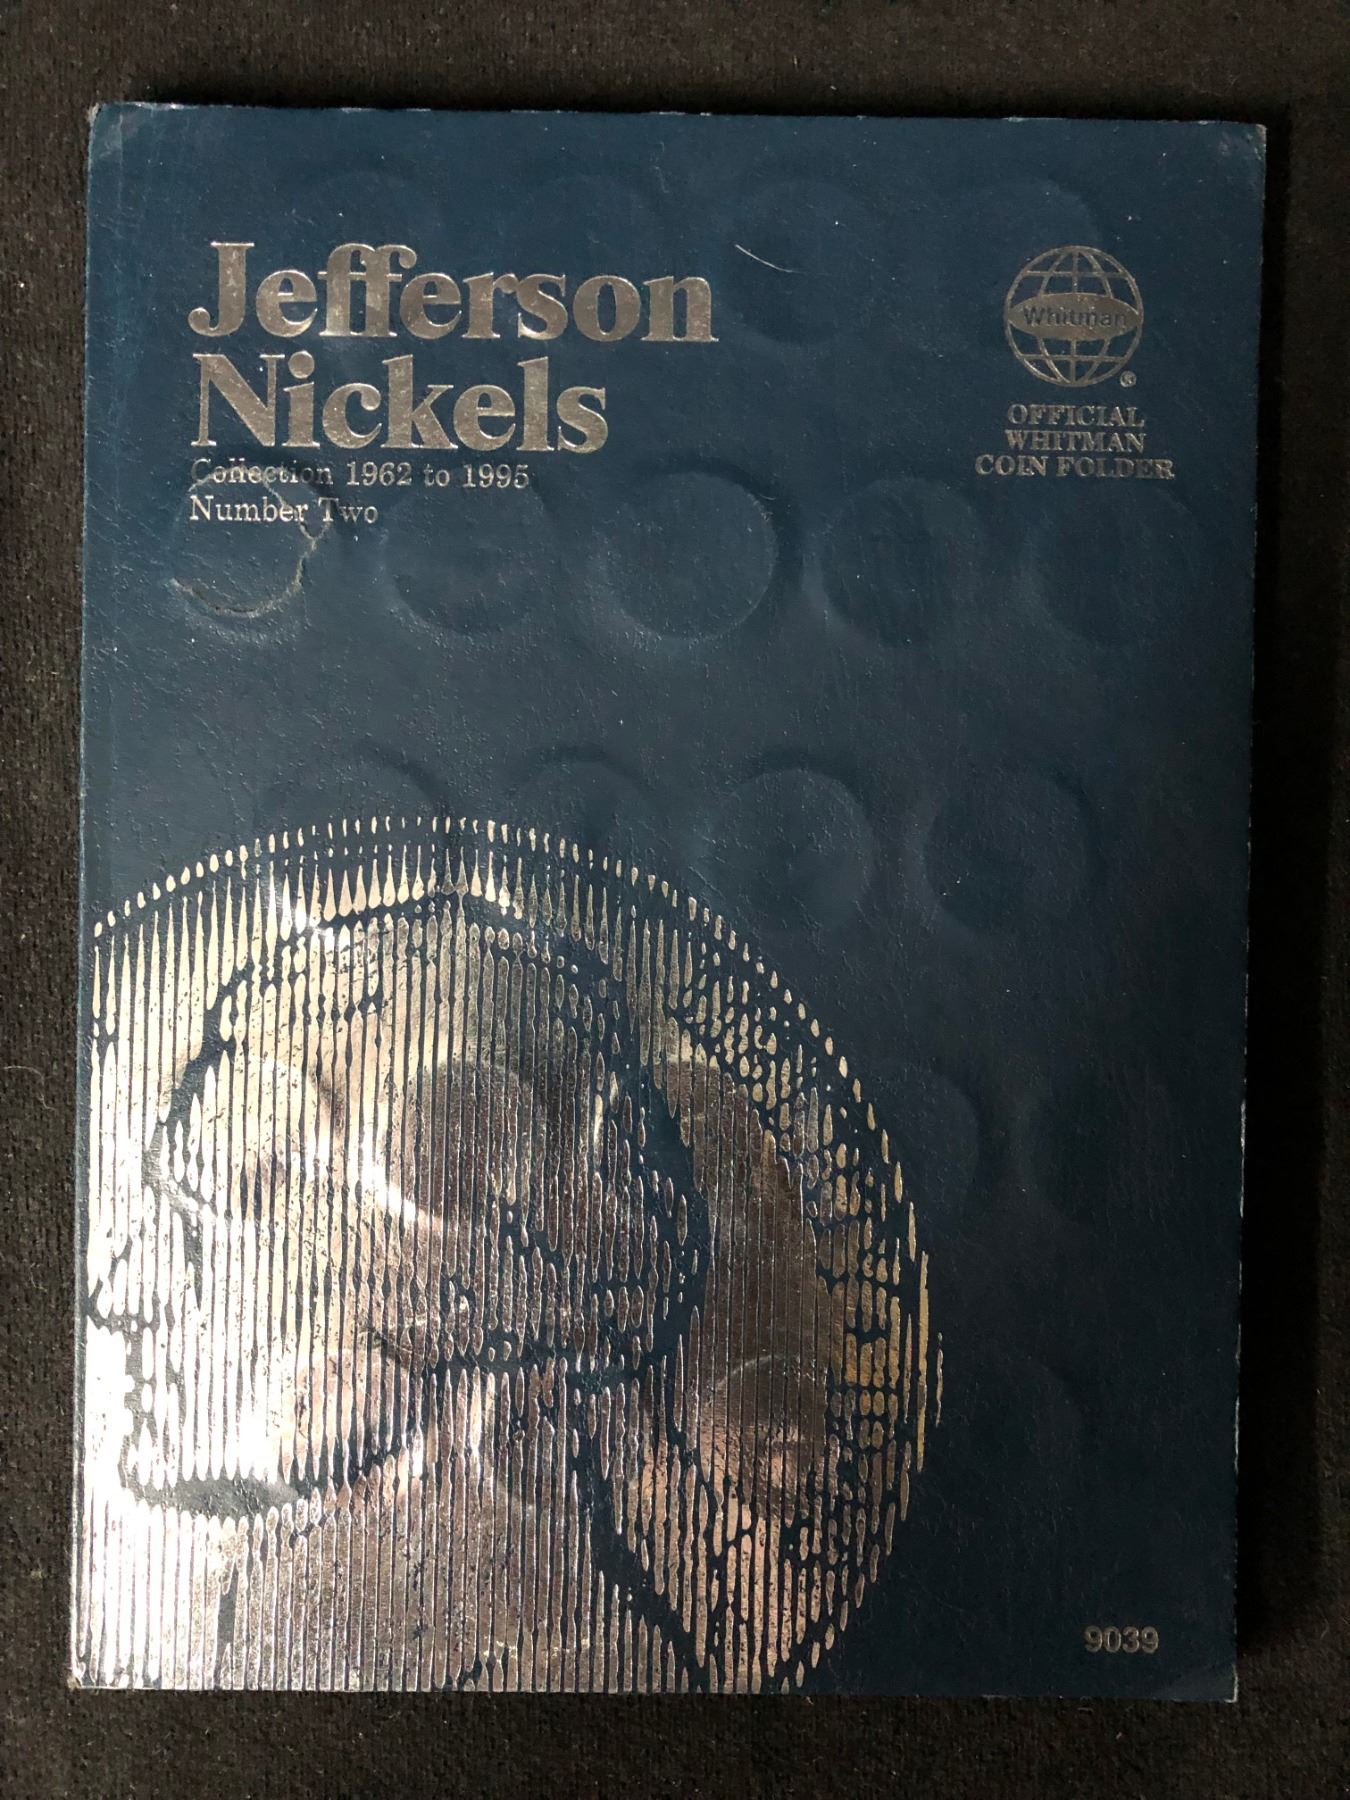 Jefferson
Nickels
Collection 1962 to 1995
Number Two
Whitman
®
OFFICIAL
WHITMAN
COIN FOLDER
9039